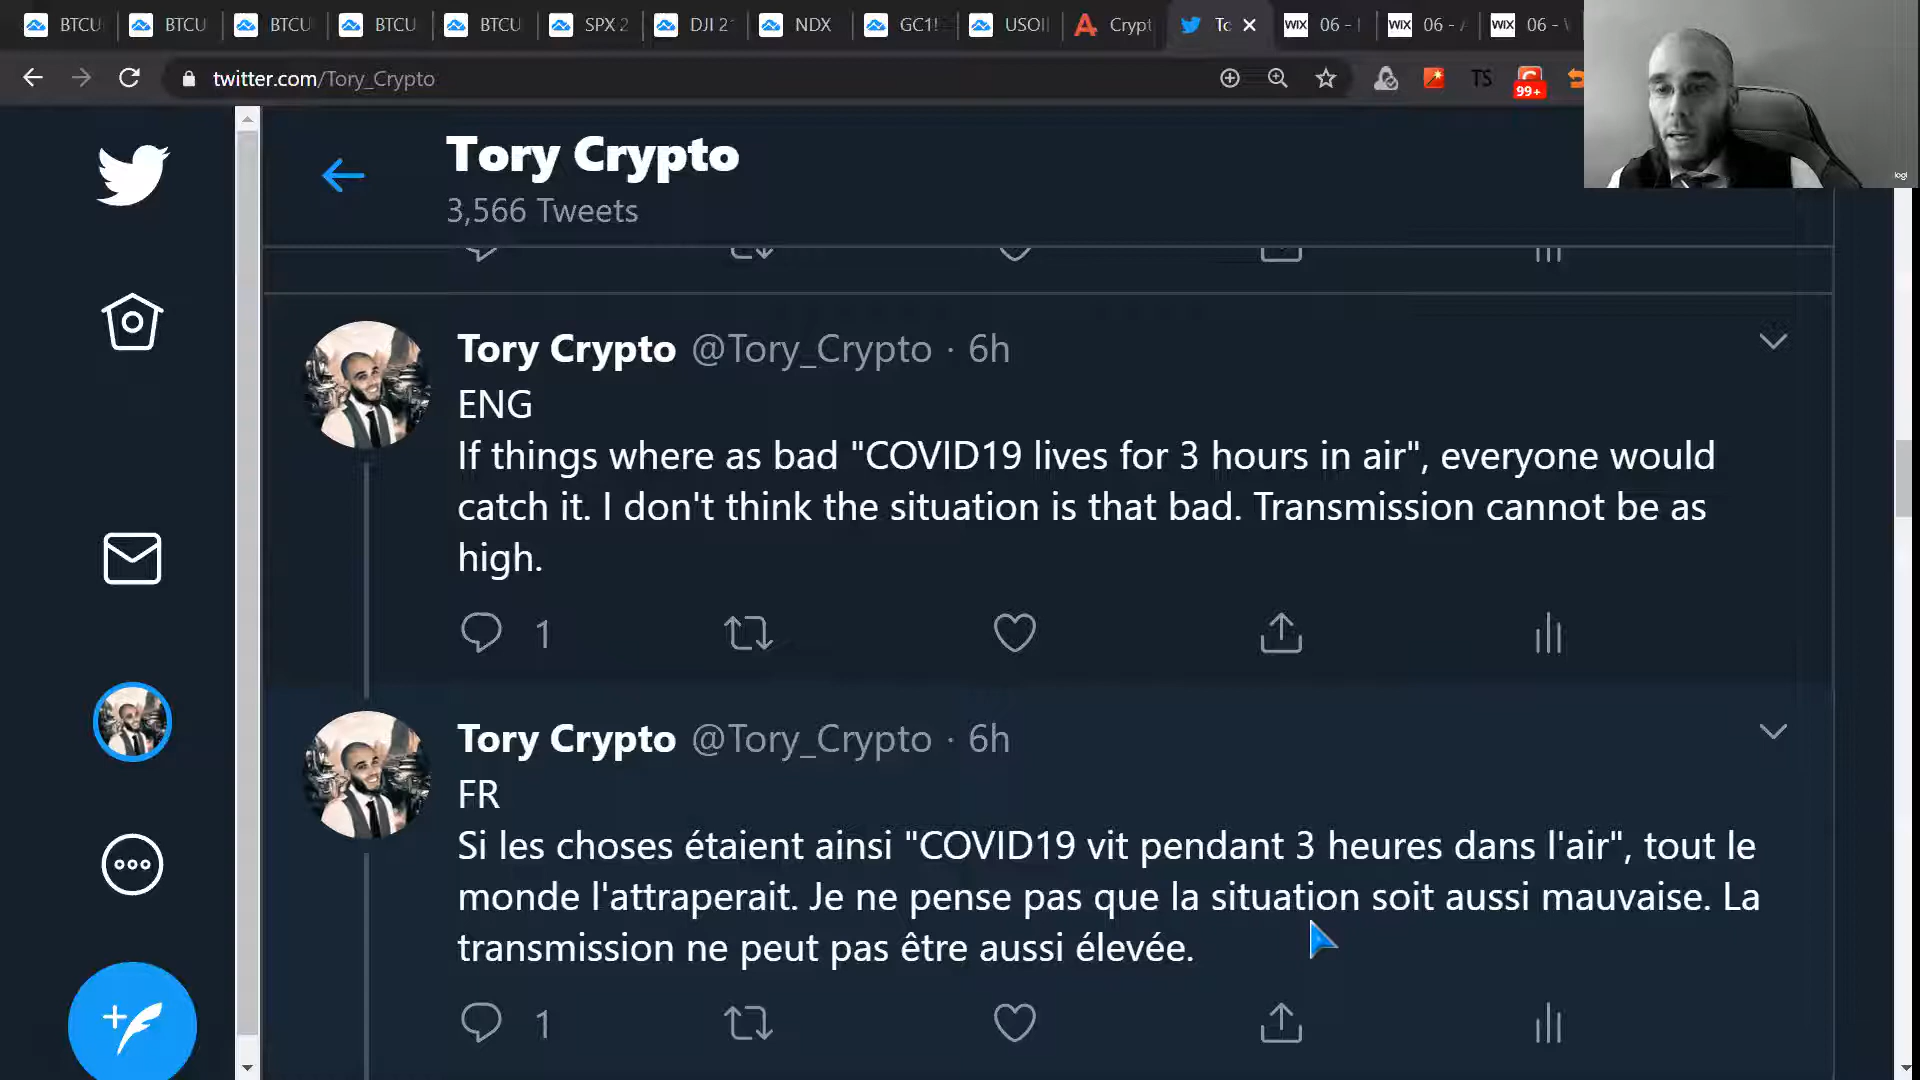 BTCU
BTCU
BTCU
BTCU
BTCU
SPX 2
DJI 2
NDX
GC1!
USOI
Crypt
To
WIX 06 -
WIX 06 -
WIX 06 -
twitter.com/Tory_Crypto
TS
99+
logi
Tory Crypto
3,566 Tweets
Tory Crypto @Tory_Crypto · 6h
ENG
If things where as bad "COVID19 lives for 3 hours in air", everyone would
catch it. I don't think the situation is that bad. Transmission cannot be as
high.
1
Tory Crypto @Tory_Crypto · 6h
FR
Si les choses étaient ainsi "COVID19 vit pendant 3 heures dans l'air", tout le
monde l'attraperait. Je ne pense pas que la situation soit aussi mauvaise. La
transmission ne peut pas être aussi élevée.
1